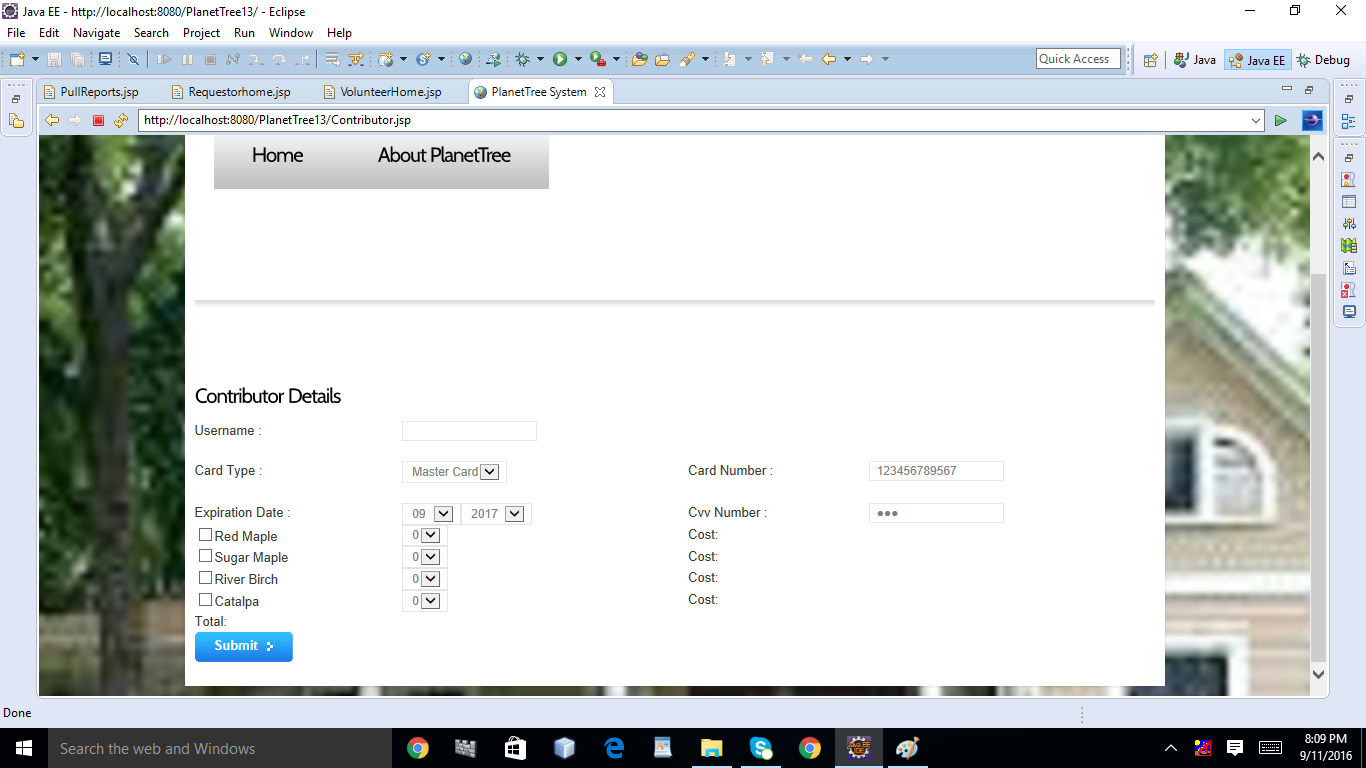 Java EE - http://localhost:8080/PlanetTree13/ - Eclipse
File Edit Navigate Search Project Run Window Help
Quick Access Java Java EE Debug
PullReports.jsp Requestorhome.jsp VolunteerHome.jsp PlanetTree System
http://localhost:8080/PlanetTree13/Contributor.jsp
Home About PlanetTree
Contributor Details
Username :
Card Type : Master Card Card Number : 123456789567
Expiration Date : 09 2017 Cvv Number : ●●●
Red Maple 0 Cost:
Sugar Maple 0 Cost:
River Birch 0 Cost:
Catalpa 0 Cost:
Total:
Submit
Done
Search the web and Windows
8:09 PM
9/11/2016